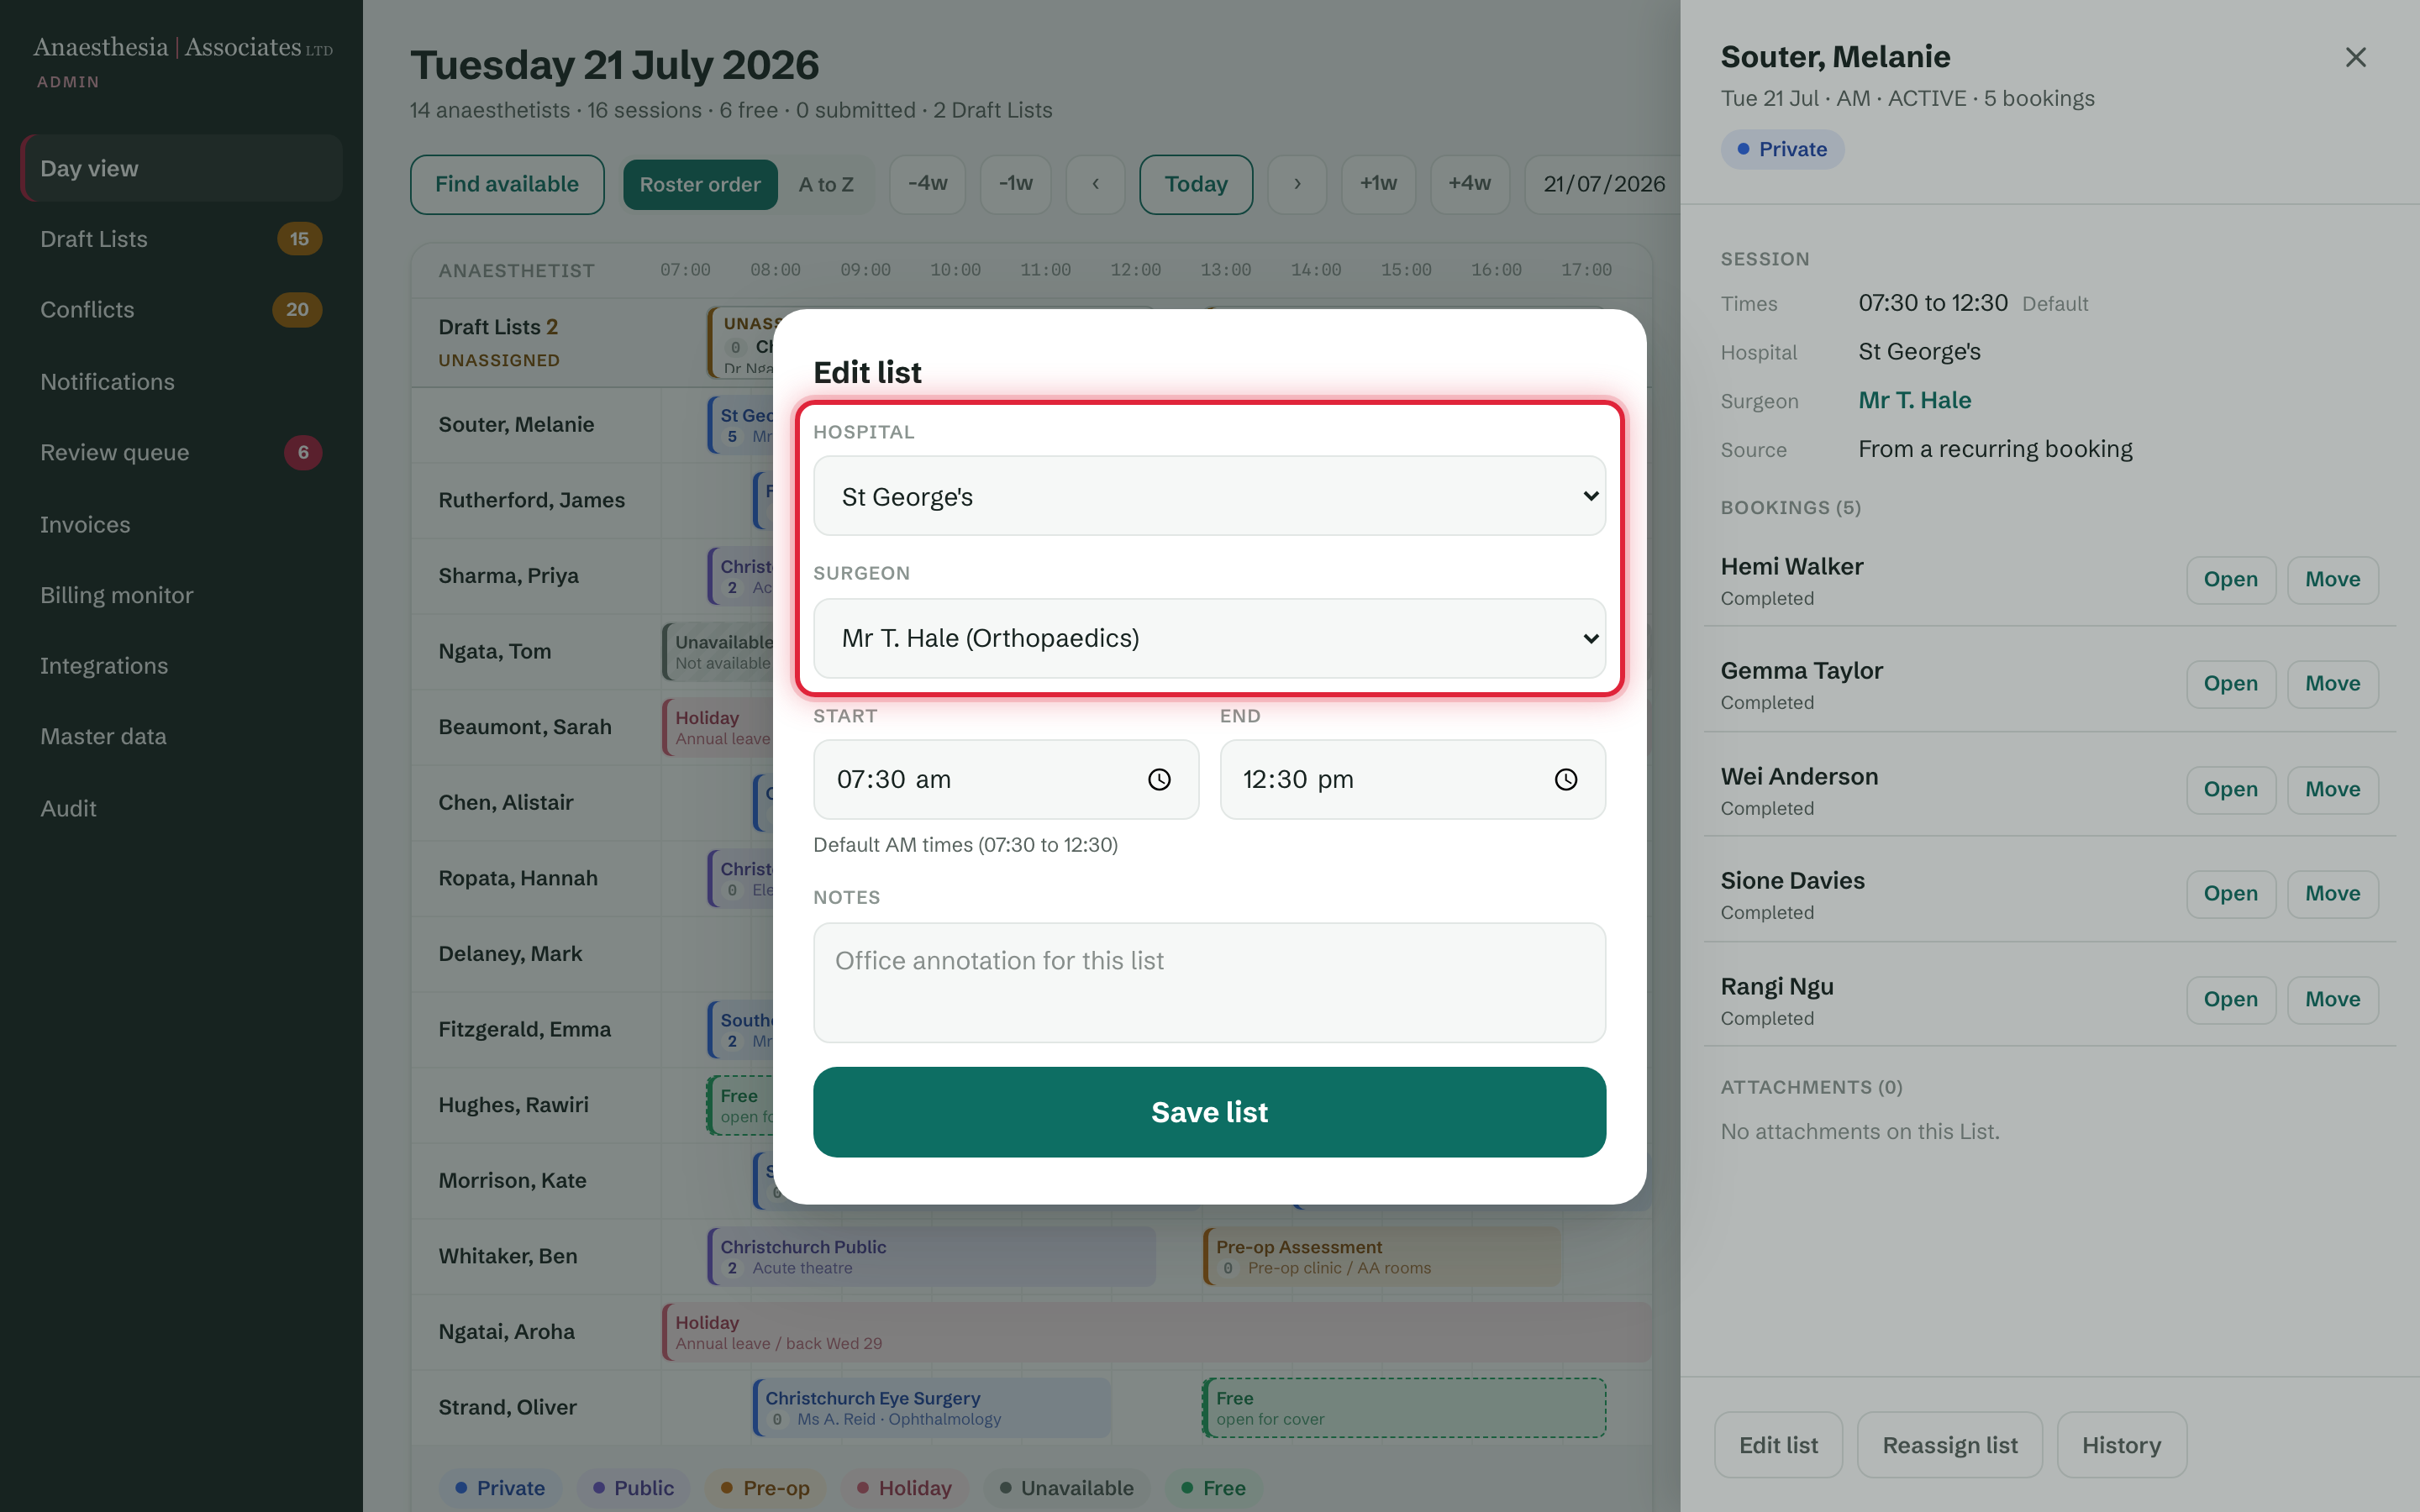 Anaesthesia | Associates LTD
ADMIN
Day view
Draft Lists 15
Conflicts 20
Notifications
Review queue 6
Invoices
Billing monitor
Integrations
Master data
Audit
Tuesday 21 July 2026
14 anaesthetists · 16 sessions · 6 free · 0 submitted · 2 Draft Lists
Find available Roster order A to Z -4w -1w ‹ Today › +1w +4w 21/07/2026
ANAESTHETIST 07:00 08:00 09:00 10:00 11:00 12:00 13:00 14:00 15:00 16:00 17:00
Draft Lists 2
UNASSIGNED
0
Souter, Melanie
5
Rutherford, James
Sharma, Priya
2
Ngata, Tom
Unavailable
Not available
Beaumont, Sarah
Holiday
Annual leave
Chen, Alistair
Ropata, Hannah
0
Delaney, Mark
Fitzgerald, Emma
2
Hughes, Rawiri
Free
open
Morrison, Kate
Whitaker, Ben
Christchurch Public
2 Acute theatre
Pre-op Assessment
0 Pre-op clinic / AA rooms
Ngatai, Aroha
Holiday
Annual leave / back Wed 29
Strand, Oliver
Christchurch Eye Surgery
0 Ms A. Reid · Ophthalmology
Free
open for cover
Private Public Pre-op Holiday Unavailable Free
Edit list
HOSPITAL
St George's
SURGEON
Mr T. Hale (Orthopaedics)
START END
07:30 am 12:30 pm
Default AM times (07:30 to 12:30)
NOTES
Office annotation for this list
Save list
Souter, Melanie
Tue 21 Jul · AM · ACTIVE · 5 bookings
Private
SESSION
Times 07:30 to 12:30 Default
Hospital St George's
Surgeon Mr T. Hale
Source From a recurring booking
BOOKINGS (5)
Hemi Walker
Completed
Open Move
Gemma Taylor
Completed
Open Move
Wei Anderson
Completed
Open Move
Sione Davies
Completed
Open Move
Rangi Ngu
Completed
Open Move
ATTACHMENTS (0)
No attachments on this List.
Edit list Reassign list History